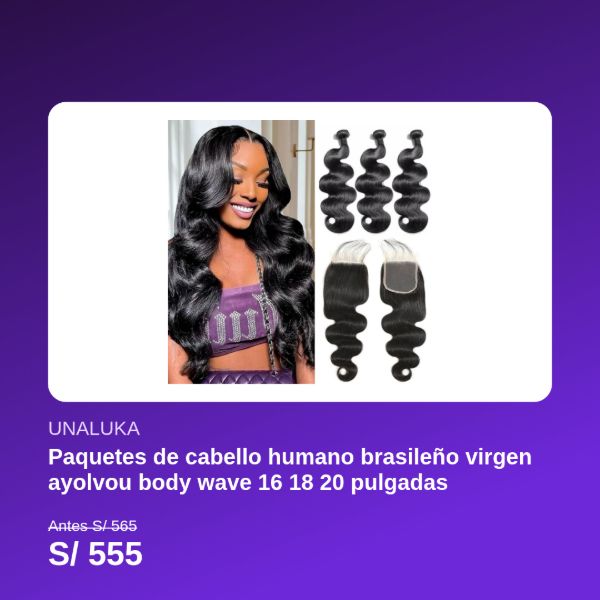 UNALUKA
Paquetes de cabello humano brasileño virgen
ayolvou body wave 16 18 20 pulgadas
Antes S/ 565
S/ 555